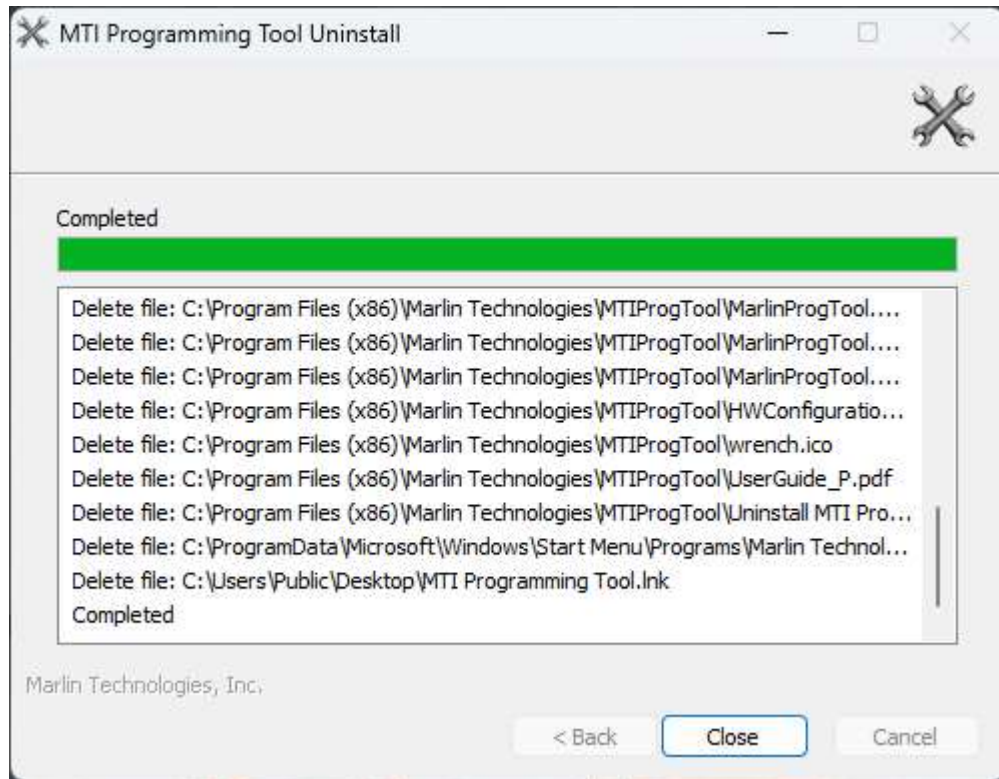 MTI Programming Tool Uninstall
Completed
Delete file: C:\Program Files (x86)\Marlin Technologies\MTIProgTool\MarlinProgTool....
Delete file: C:\Program Files (x86)\Marlin Technologies\MTIProgTool\MarlinProgTool....
Delete file: C:\Program Files (x86)\Marlin Technologies\MTIProgTool\MarlinProgTool....
Delete file: C:\Program Files (x86)\Marlin Technologies\MTIProgTool\HWConfiguratio...
Delete file: C:\Program Files (x86)\Marlin Technologies\MTIProgTool\wrench.ico
Delete file: C:\Program Files (x86)\Marlin Technologies\MTIProgTool\UserGuide_P.pdf
Delete file: C:\Program Files (x86)\Marlin Technologies\MTIProgTool\Uninstall MTI Pro...
Delete file: C:\ProgramData\Microsoft\Windows\Start Menu\Programs\Marlin Technol...
Delete file: C:\Users\Public\Desktop\MTI Programming Tool.lnk
Completed
Marlin Technologies, Inc.
< Back Close Cancel